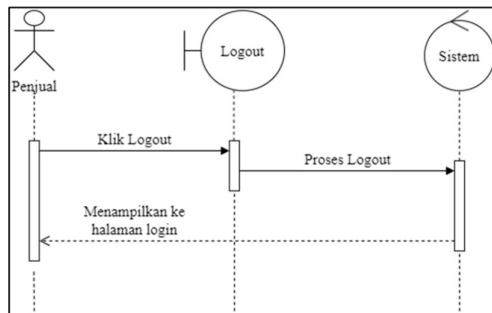 Logout
Sistem
Penjual
Klik Logout
Proses Logout
Menampilkan ke
halaman login